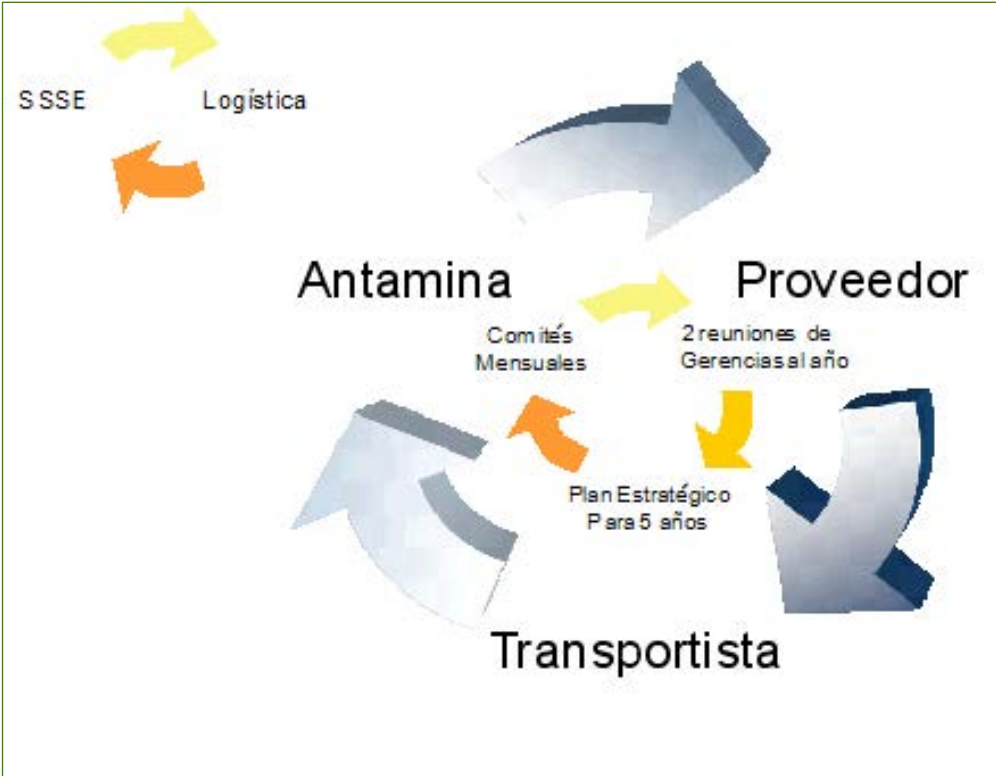 SSSE
Logística
Antamina
Proveedor
Comités
Mensuales
2 reuniones de
Gerencias al año
Plan Estratégico
Para 5 años
Transportista